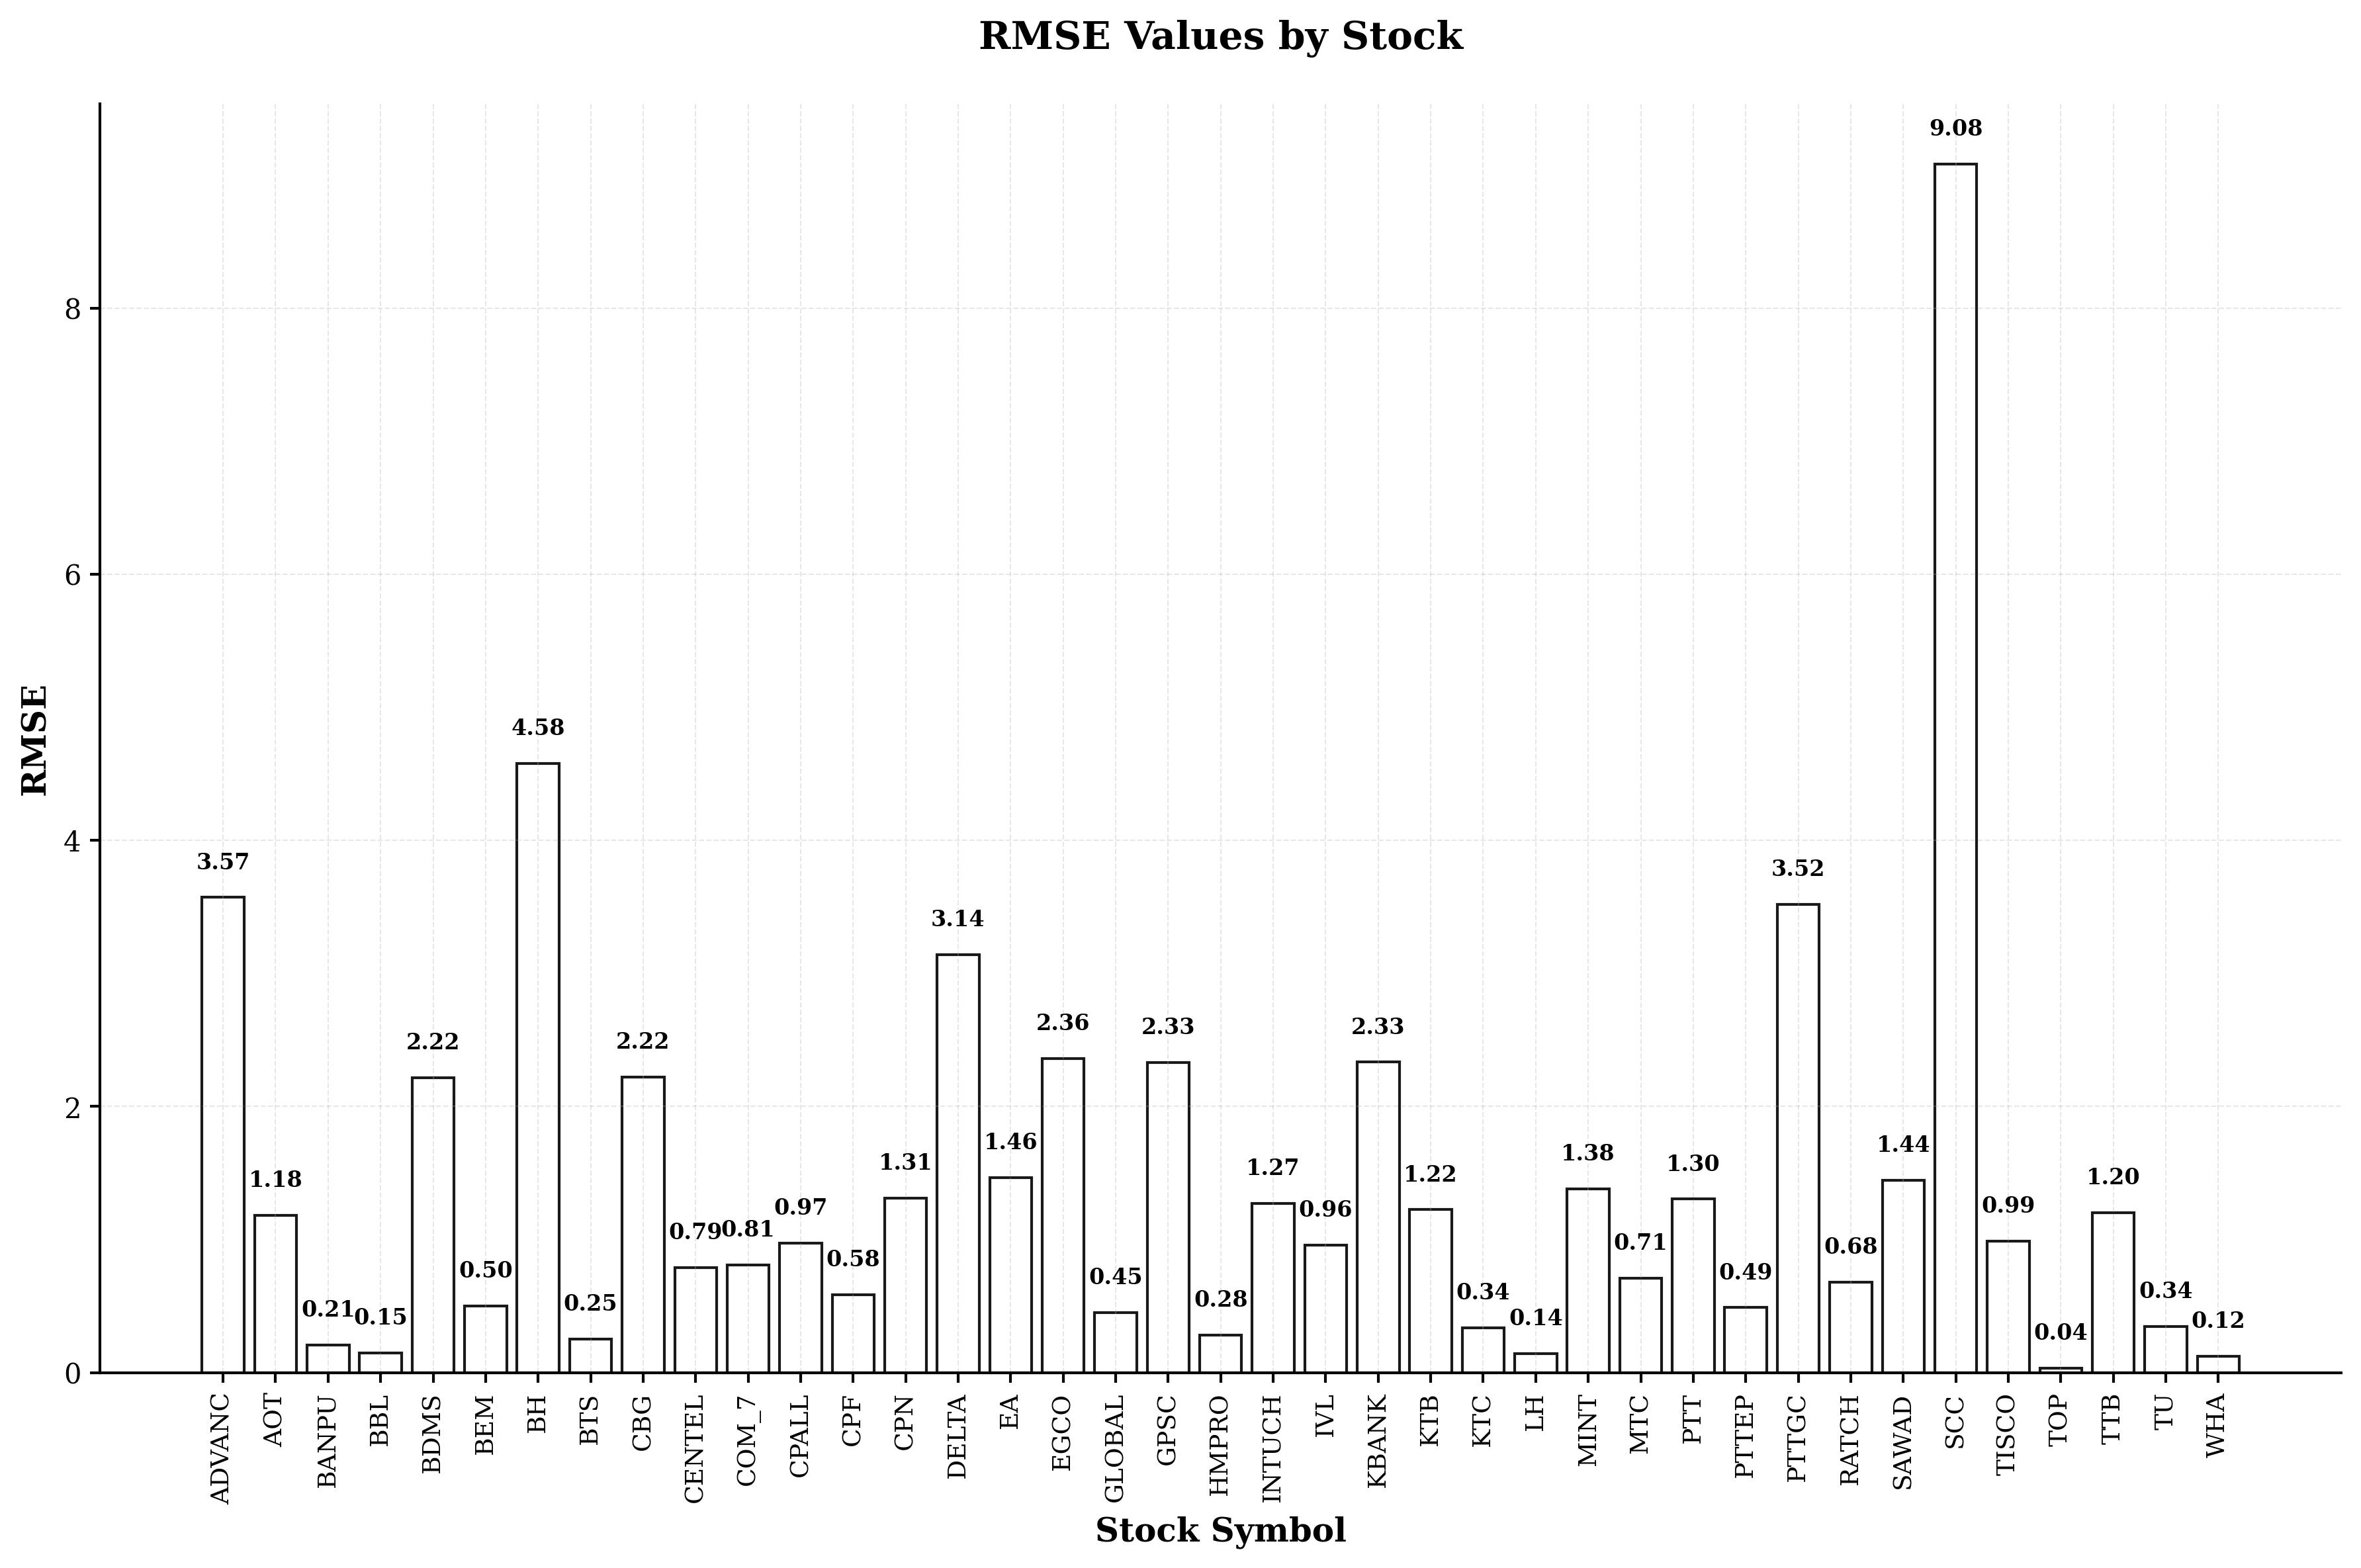 RMSE Values by Stock
RMSE
8
6
4
2
0
3.57
1.18
0.21
0.15
2.22
0.50
4.58
0.25
2.22
0.79
0.81
0.97
0.58
1.31
3.14
1.46
2.36
0.45
2.33
0.28
1.27
0.96
2.33
1.22
0.34
0.14
1.38
0.71
1.30
0.49
3.52
0.68
1.44
9.08
0.99
0.04
1.20
0.34
0.12
ADVANC
AOT
BANPU
BBL
BDMS
BEM
BH
BTS
CBG
CENTEL
COM_7
CPALL
CPF
CPN
DELTA
EA
EGCO
GLOBAL
GPSC
HMPRO
INTUCH
IVL
KBANK
KTB
KTC
LH
MINT
MTC
PTT
PTTEP
PTTGC
RATCH
SAWAD
SCC
TISCO
TOP
TTB
TU
WHA
Stock Symbol